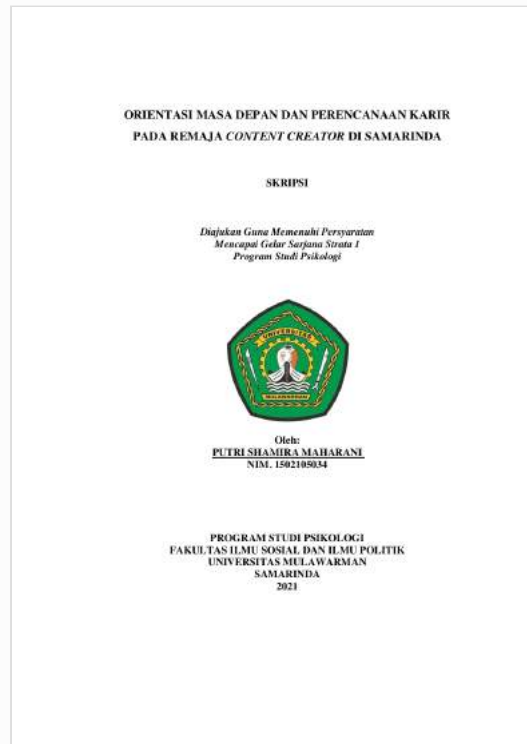 ORIENTASI MASA DEPAN DAN PERENCANAAN KARIR
PADA REMAJA CONTENT CREATOR DI SAMARINDA
SKRIPSI
Diajukan Guna Memenuhi Persyaratan
Mencapai Gelar Sarjana Strata 1
Program Studi Psikologi
UNIVERSITAS
MULAWARMAN
Oleh:
PUTRI SHAMIRA MAHARANI
NIM. 1502105034
PROGRAM STUDI PSIKOLOGI
FAKULTAS ILMU SOSIAL DAN ILMU POLITIK
UNIVERSITAS MULAWARMAN
SAMARINDA
2021